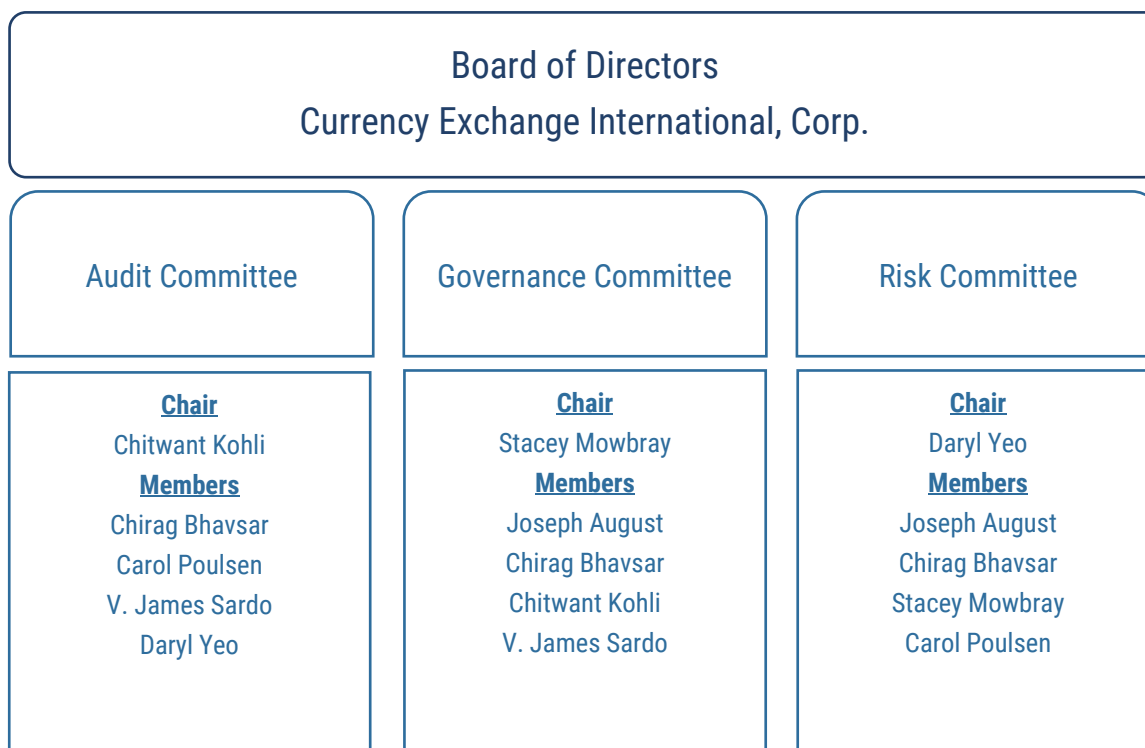 Board of Directors
Currency Exchange International, Corp.
Audit Committee
Chair
Chitwant Kohli
Members
Chirag Bhavsar
Carol Poulsen
V. James Sardo
Daryl Yeo
Governance Committee
Chair
Stacey Mowbray
Members
Joseph August
Chirag Bhavsar
Chitwant Kohli
V. James Sardo
Risk Committee
Chair
Daryl Yeo
Members
Joseph August
Chirag Bhavsar
Stacey Mowbray
Carol Poulsen